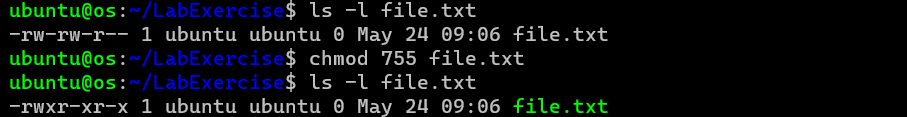 ubuntu@os:~/LabExercise$ ls -l file.txt
-rw-rw-r-- 1 ubuntu ubuntu 0 May 24 09:06 file.txt
ubuntu@os:~/LabExercise$ chmod 755 file.txt
ubuntu@os:~/LabExercise$ ls -l file.txt
-rwxr-xr-x 1 ubuntu ubuntu 0 May 24 09:06 file.txt